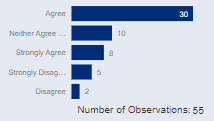 Agree 30
Neither Agree ... 10
Strongly Agree 8
Strongly Disag... 5
Disagree 2
Number of Observations: 55